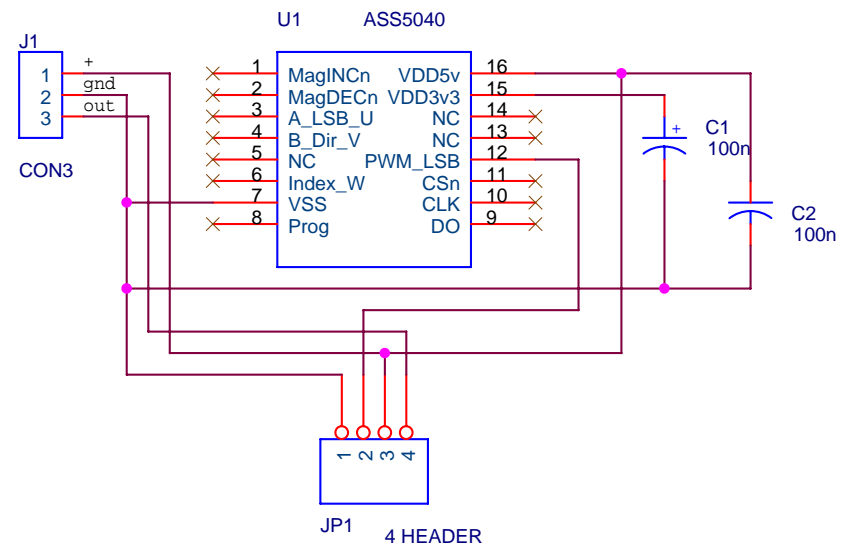 U1 ASS5040
J1
1 +
2 gnd
3 out
CON3
1 MagINCn VDD5v 16
2 MagDECn VDD3v3 15
3 A_LSB_U NC 14
4 B_Dir_V NC 13
5 NC PWM_LSB 12
6 Index_W CSn 11
7 VSS CLK 10
8 Prog DO 9
+ C1
100n
C2
100n
1 2 3 4
JP1
4 HEADER